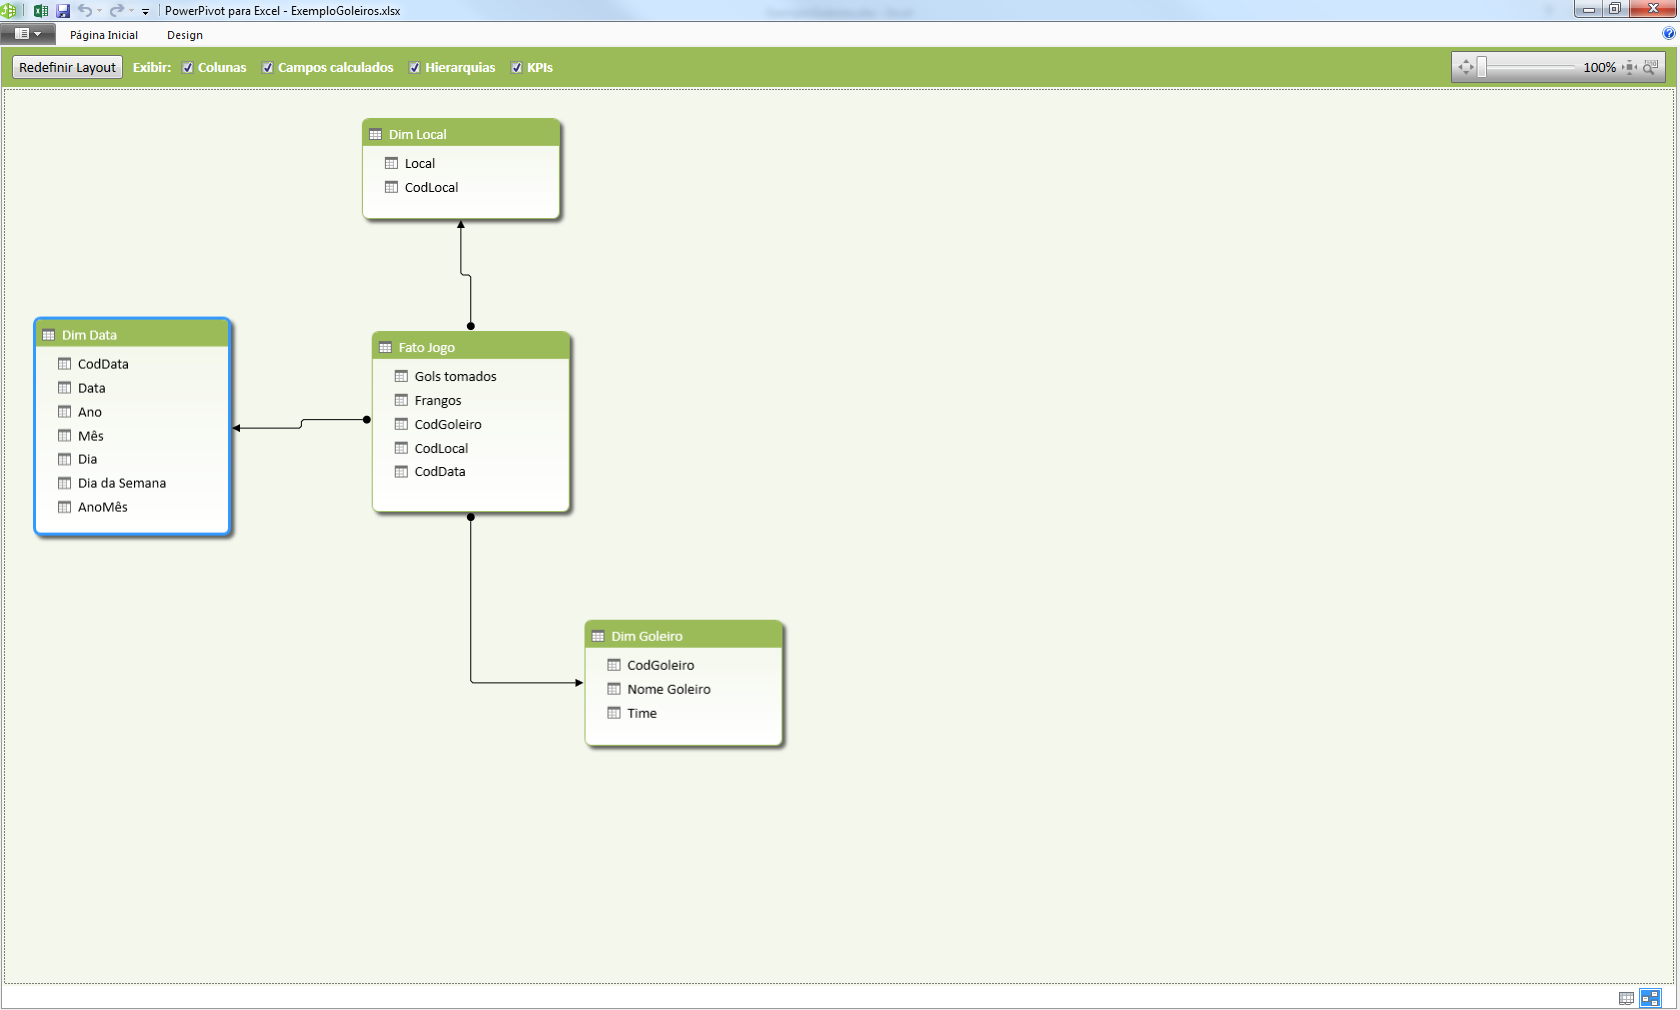 PowerPivot para Excel - ExemploGoleiros.xlsx
Página Inicial Design
Redefinir Layout Exibir: Colunas Campos calculados Hierarquias KPIs 100%
Dim Local
Local
CodLocal
Dim Data
CodData
Data
Ano
Mês
Dia
Dia da Semana
AnoMês
Fato Jogo
Gols tomados
Frangos
CodGoleiro
CodLocal
CodData
Dim Goleiro
CodGoleiro
Nome Goleiro
Time